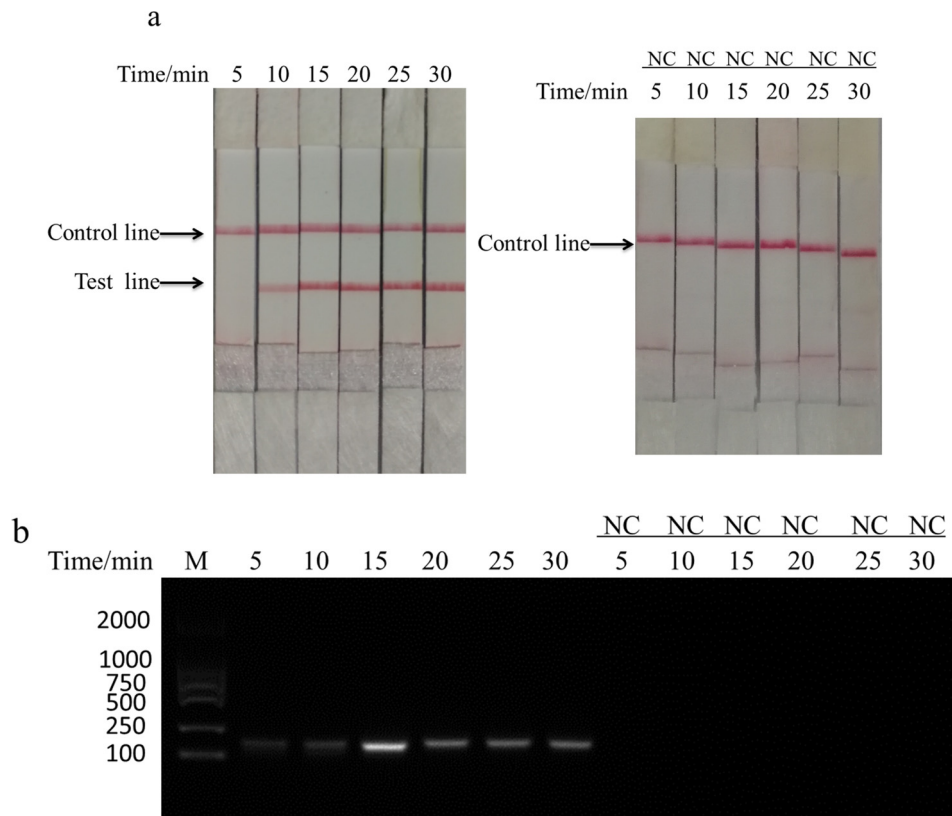 a
Time/min 5 10 15 20 25 30
Control line
Test line
NC NC NC NC NC NC
Time/min 5 10 15 20 25 30
Control line
b
NC NC NC NC NC NC
Time/min M 5 10 15 20 25 30 5 10 15 20 25 30
2000
1000
750
500
250
100